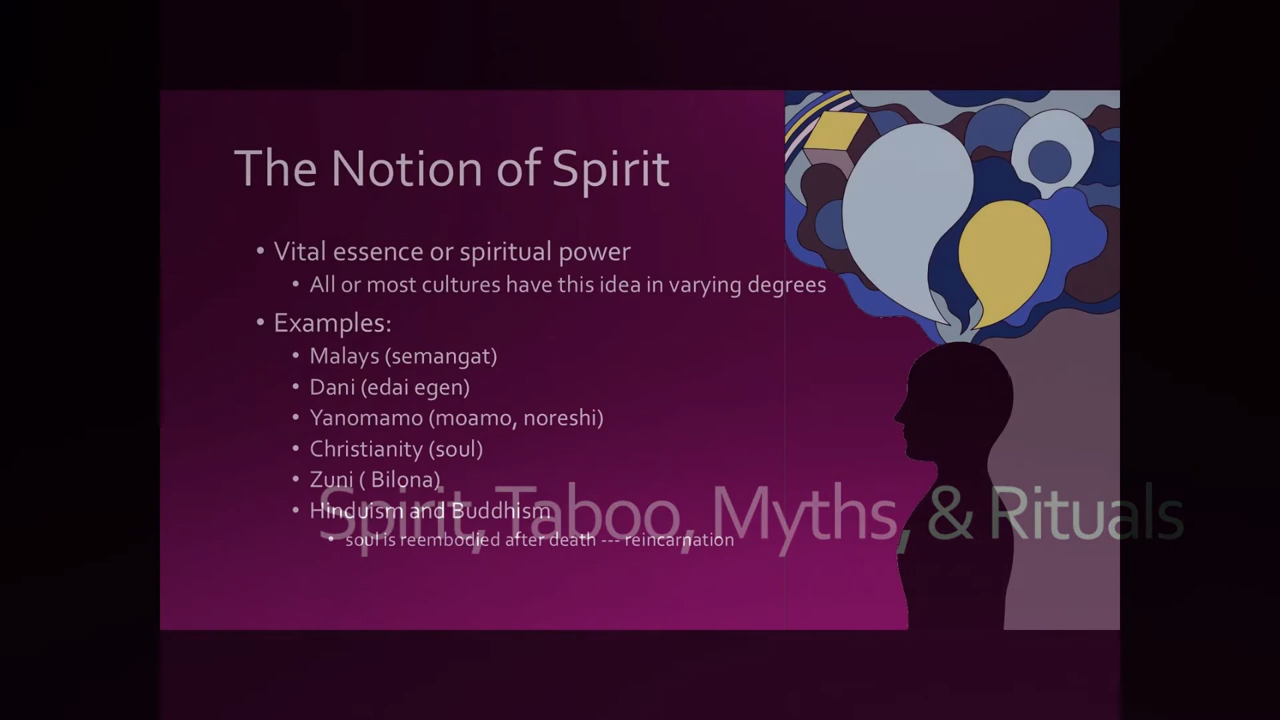 The Notion of Spirit
• Vital essence or spiritual power
• All or most cultures have this idea in varying degrees
• Examples:
• Malays (semangat)
• Dani (edai egen)
• Yanomamo (moamo, noreshi)
• Christianity (soul)
• Zuni ( Bilona)
• Hinduism and Buddhism
• soul is reembodied after death --- reincarnation
Spirit, Taboo, Myths, & Rituals